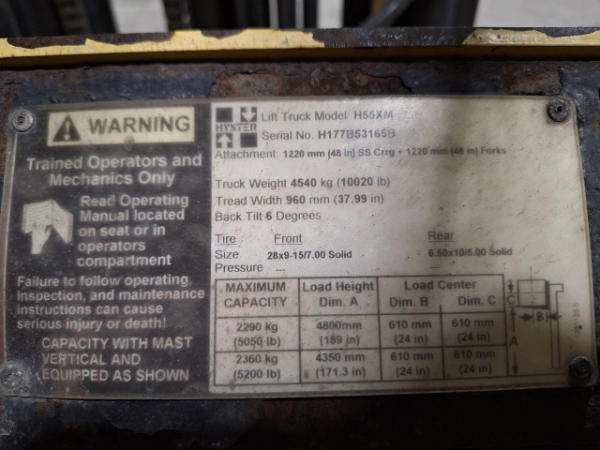 WARNING
Trained Operators and
Mechanics Only
Read Operating
Manual located
on seat or in
operators
compartment
Failure to follow operating,
inspection, and maintenance
instructions can cause
serious injury or death!
CAPACITY WITH MAST
VERTICAL AND
EQUIPPED AS SHOWN
HYSTER
Lift Truck Model H55XM
Serial No. H177B53165B
Attachment: 1220 mm (48 in) SS Crrg + 1220 mm (48 in) Forks
Truck Weight 4540 kg (10020 lb)
Tread Width 960 mm (37.99 in)
Back Tilt 6 Degrees
Tire Front Rear
Size 28x9-15/7.00 Solid 6.50x10/5.00 Solid
Pressure --- ---
MAXIMUM CAPACITY Load Height Dim. A Load Center Dim. B Dim. C
2290 kg (5050 lb) 4800mm (189 in) 610 mm (24 in) 610 mm (24 in)
2360 kg (5200 lb) 4350 mm (171.3 in) 610 mm (24 in) 610 mm (24 in)
C
B
A